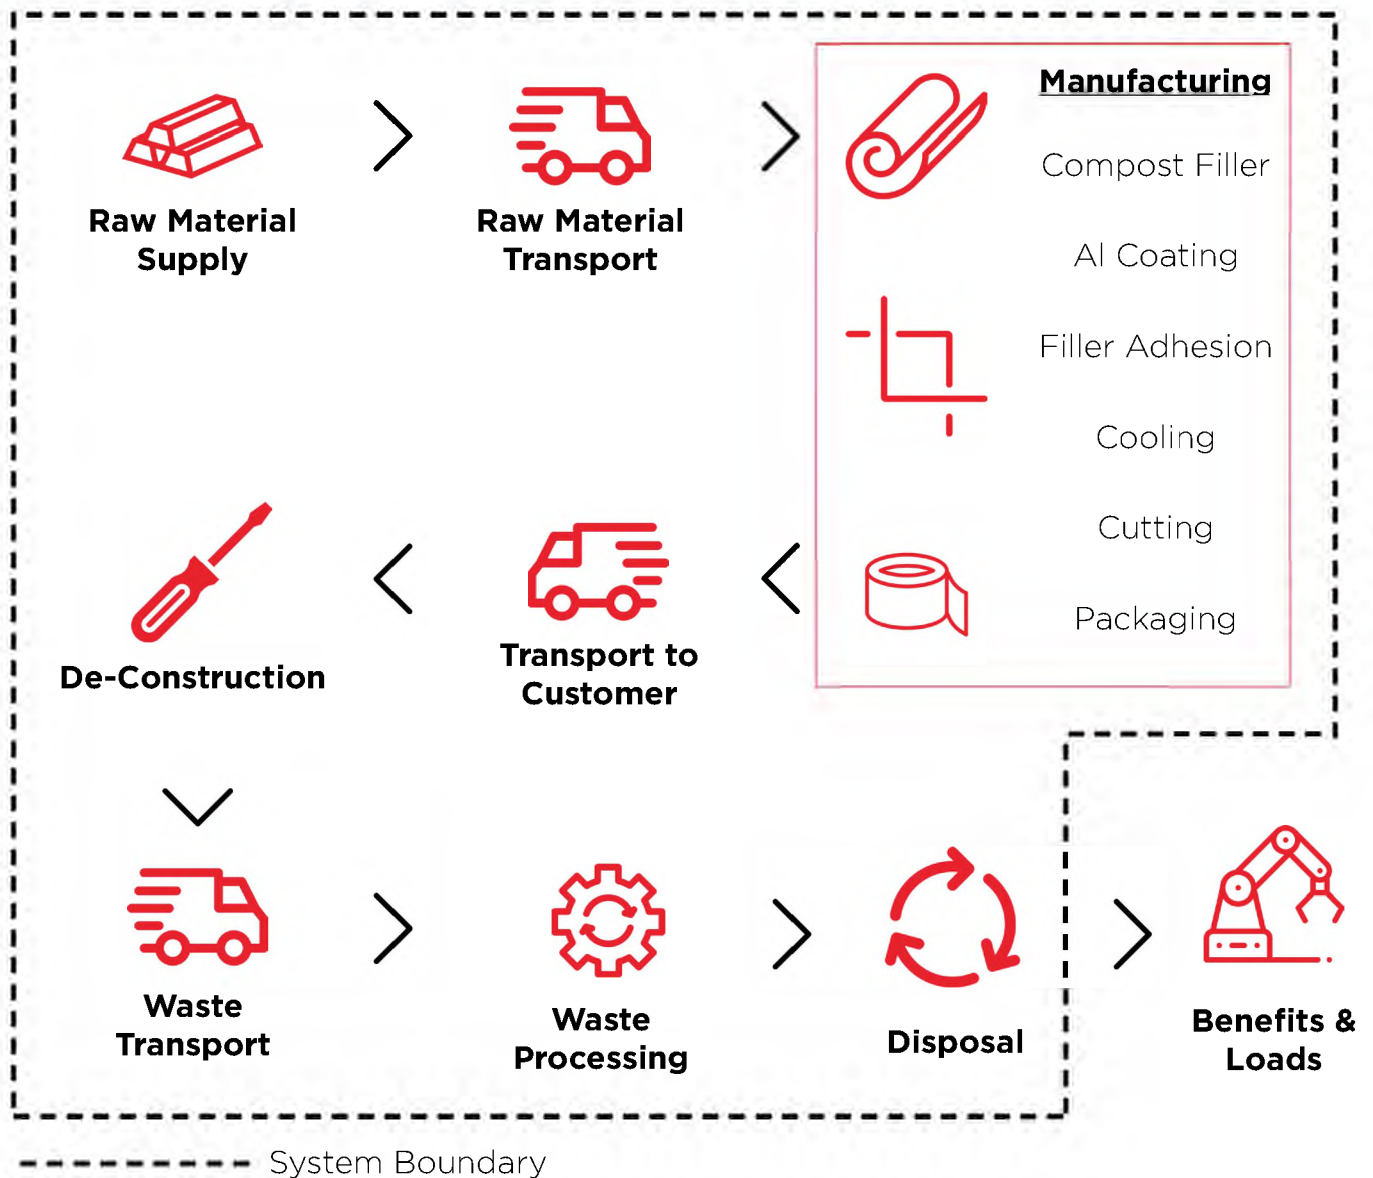 Manufacturing
Raw Material
Supply
Raw Material
Transport
Compost Filler
Al Coating
Filler Adhesion
Cooling
Cutting
Packaging
De-Construction
Transport to
Customer
Waste
Transport
Waste
Processing
Disposal
Benefits &
Loads
System Boundary